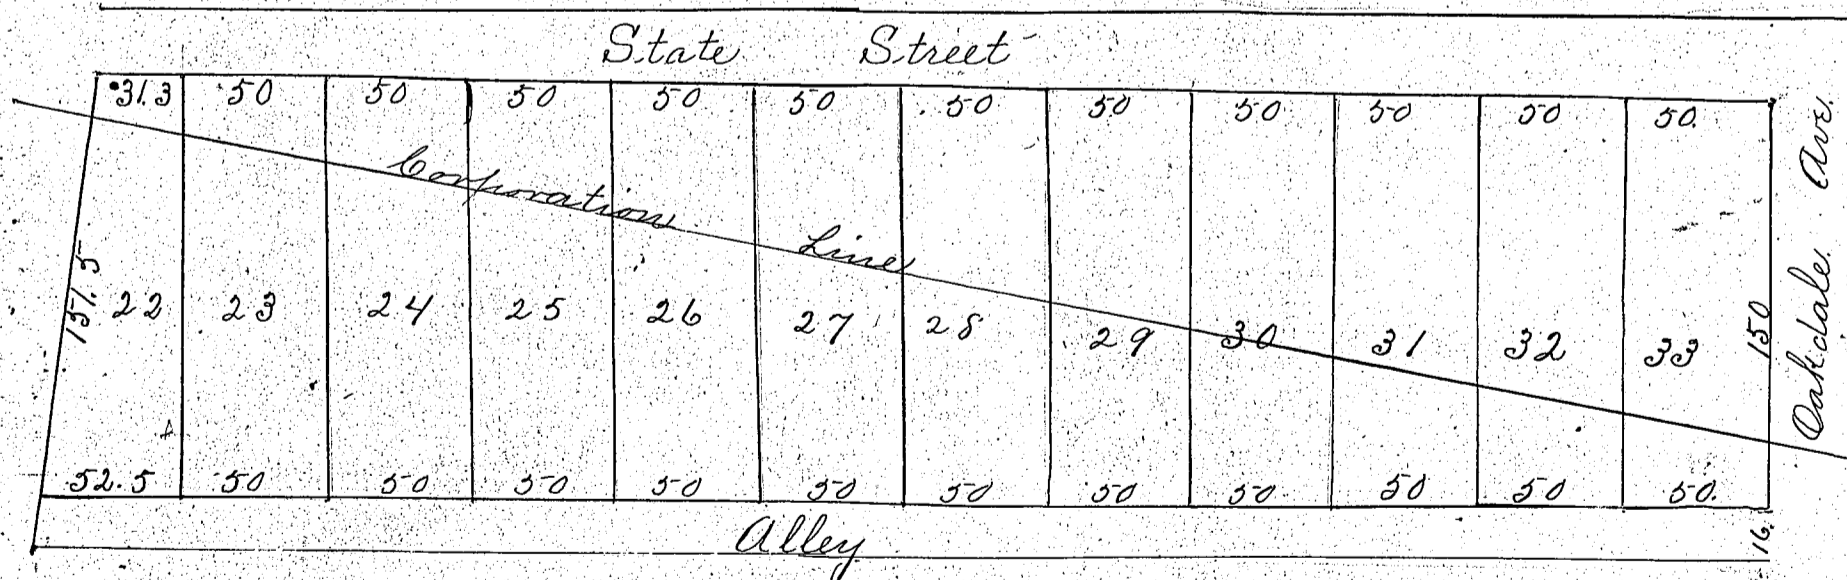 State Street
31.3 50 50 50 50 50 50 50 50 50 50 50
Corporation Line
151.5
22 23 24 25 26 27 28 29 30 31 32 33
150
Oakdale Ave.
52.5 50 50 50 50 50 50 50 50 50 50 50
Alley
16